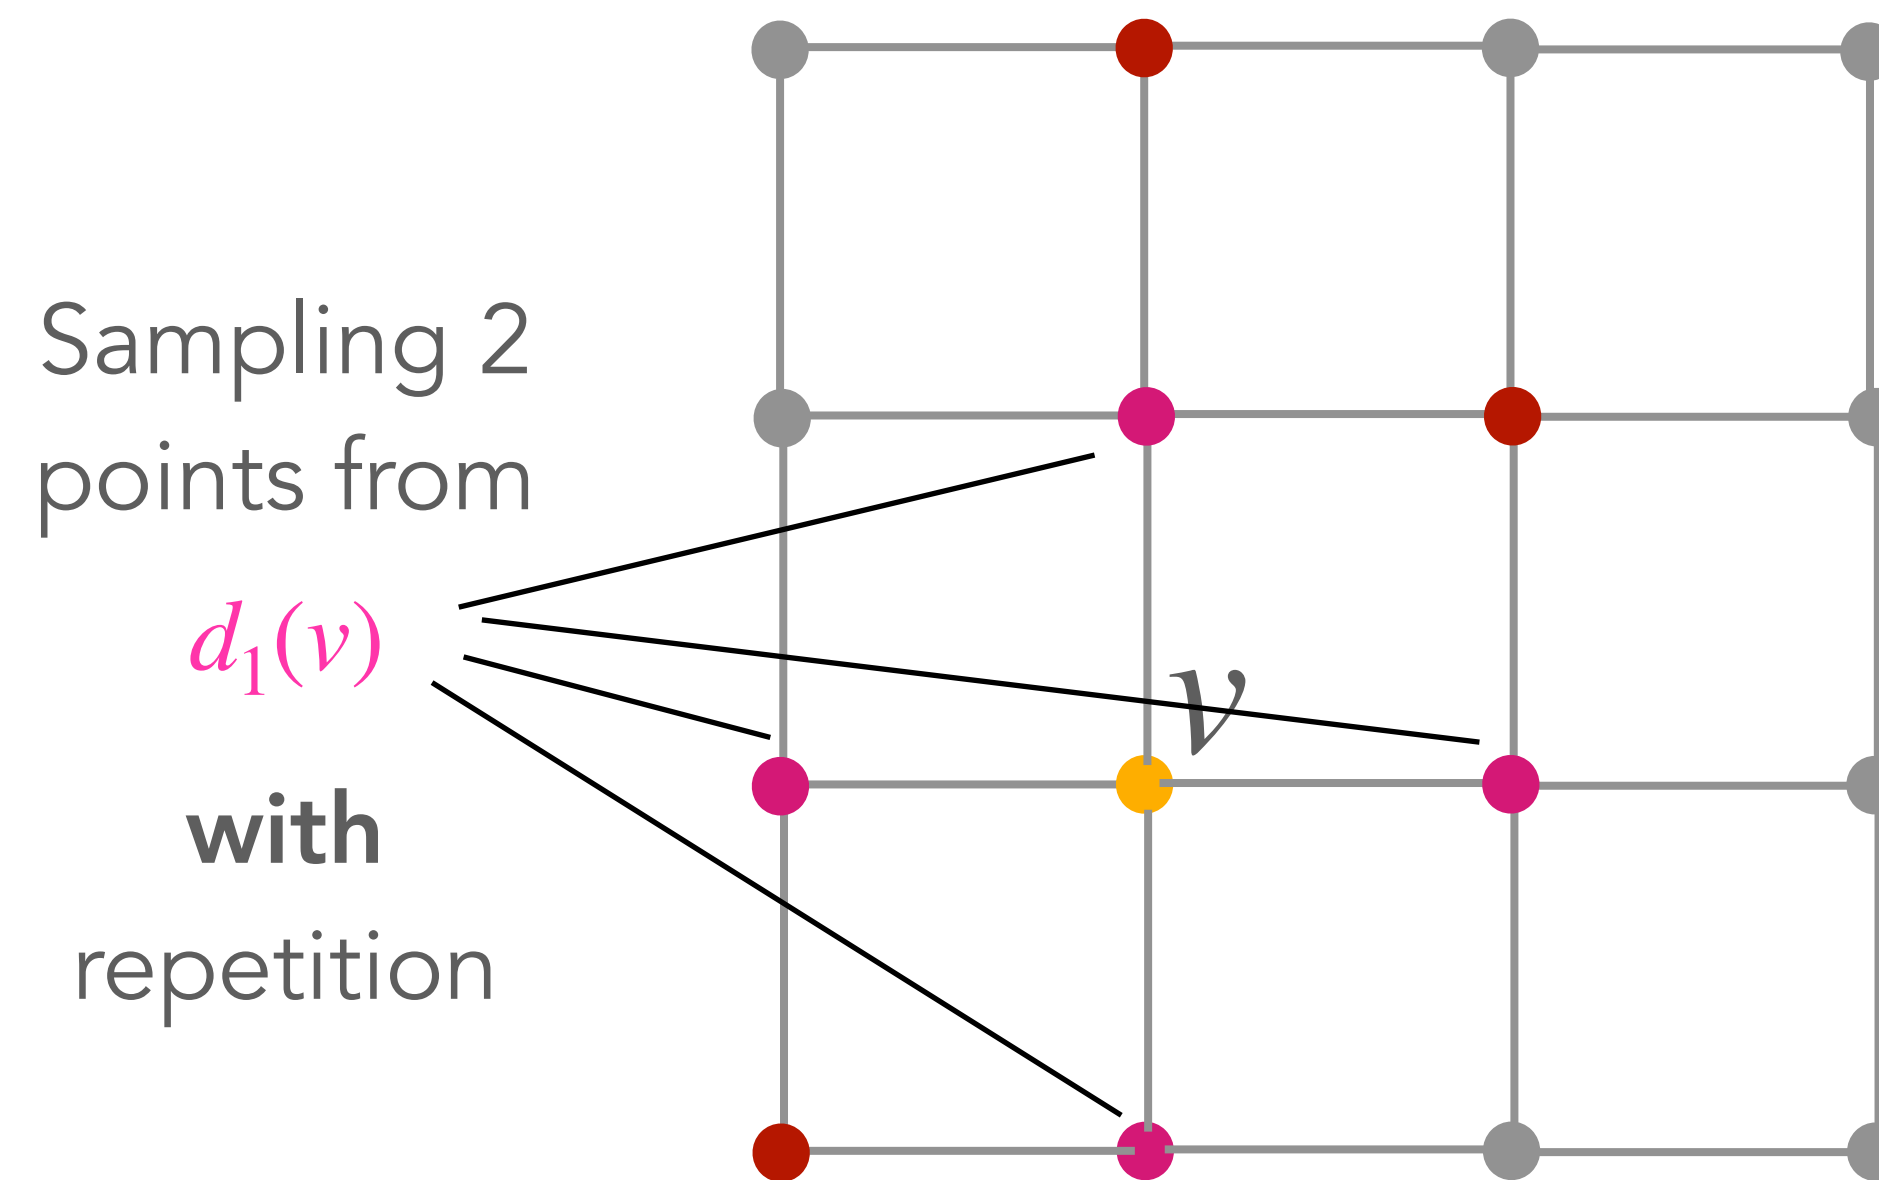 Sampling 2
points from
d₁(v)
with
repetition
v